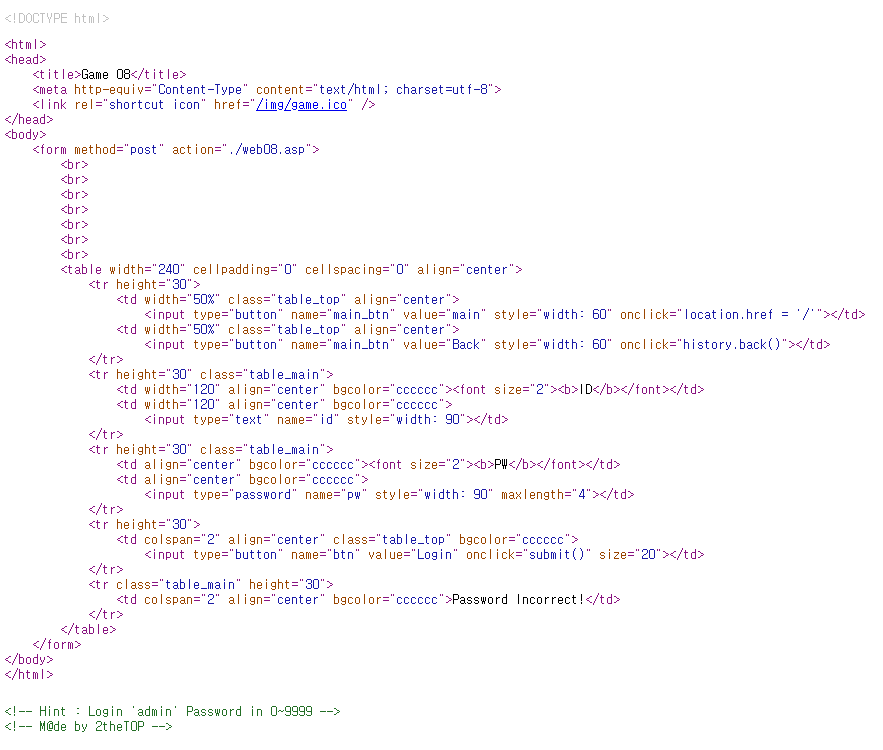 <!DOCTYPE html>
<html>
<head>
    <title>Game 08</title>
    <meta http-equiv="Content-Type" content="text/html; charset=utf-8">
    <link rel="shortcut icon" href="/img/game.ico" />
</head>
<body>
    <form method="post" action="./web08.asp">
        <br>
        <br>
        <br>
        <br>
        <br>
        <br>
        <br>
        <table width="240" cellpadding="0" cellspacing="0" align="center">
            <tr height="30">
                <td width="50%" class="table_top" align="center">
                    <input type="button" name="main_btn" value="main" style="width: 60" onclick="location.href = '/'"></td>
                <td width="50%" class="table_top" align="center">
                    <input type="button" name="main_btn" value="Back" style="width: 60" onclick="history.back()"></td>
            </tr>
            <tr height="30" class="table_main">
                <td width="120" align="center" bgcolor="cccccc"><font size="2"><b>ID</b></font></td>
                <td width="120" align="center" bgcolor="cccccc">
                    <input type="text" name="id" style="width: 90"></td>
            </tr>
            <tr height="30" class="table_main">
                <td align="center" bgcolor="cccccc"><font size="2"><b>PW</b></font></td>
                <td align="center" bgcolor="cccccc">
                    <input type="password" name="pw" style="width: 90" maxlength="4"></td>
            </tr>
            <tr height="30">
                <td colspan="2" align="center" class="table_top" bgcolor="cccccc">
                    <input type="button" name="btn" value="Login" onclick="submit()" size="20"></td>
            </tr>
            <tr class="table_main" height="30">
                <td colspan="2" align="center" bgcolor="cccccc">Password Incorrect!</td>
            </tr>
        </table>
    </form>
</body>
</html>
<!-- Hint : Login 'admin' Password in 0~9999 -->
<!-- M@de by 2theTOP -->